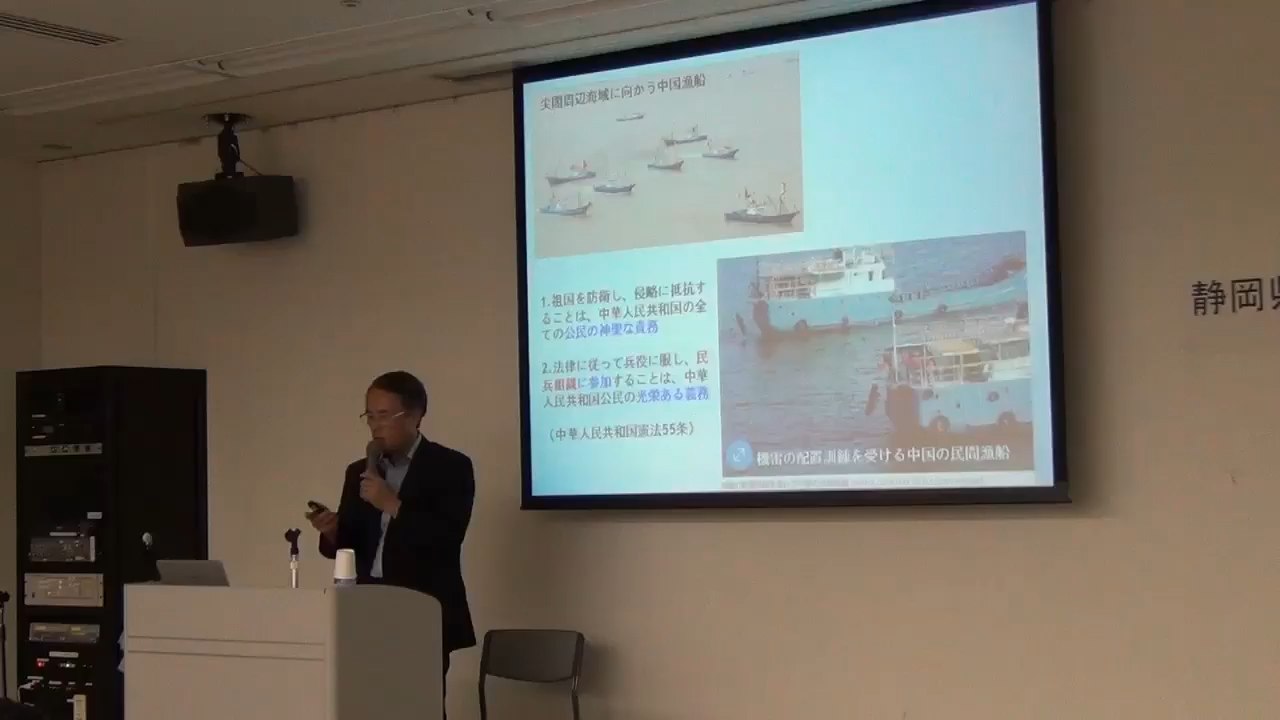 尖閣周辺海域に向かう中国漁船
1.祖国を防衛し、侵略に抵抗す
ることは、中華人民共和国の全
ての公民の神聖な責務
2.法律に従って兵役に服し、民
兵組織に参加することは、中華
人民共和国公民の光栄ある義務
（中華人民共和国憲法55条）
機雷の配置訓練を受ける中国の民間漁船
静岡県